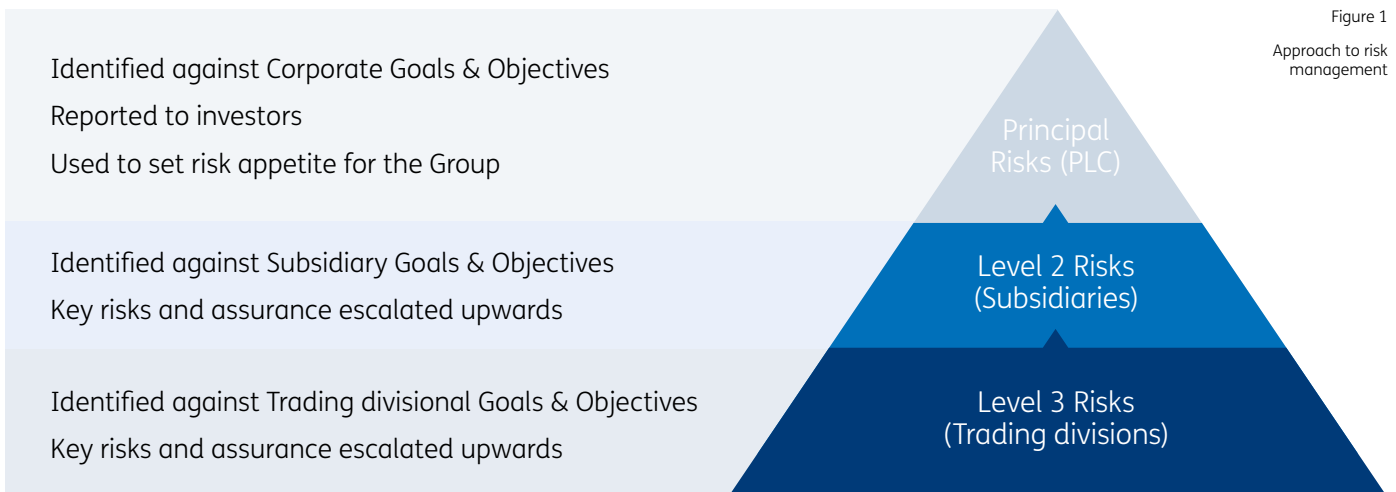 Figure 1
Approach to risk
management
Identified against Corporate Goals & Objectives
Reported to investors
Used to set risk appetite for the Group
Principal
Risks (PLC)
Identified against Subsidiary Goals & Objectives
Key risks and assurance escalated upwards
Level 2 Risks
(Subsidiaries)
Identified against Trading divisional Goals & Objectives
Key risks and assurance escalated upwards
Level 3 Risks
(Trading divisions)